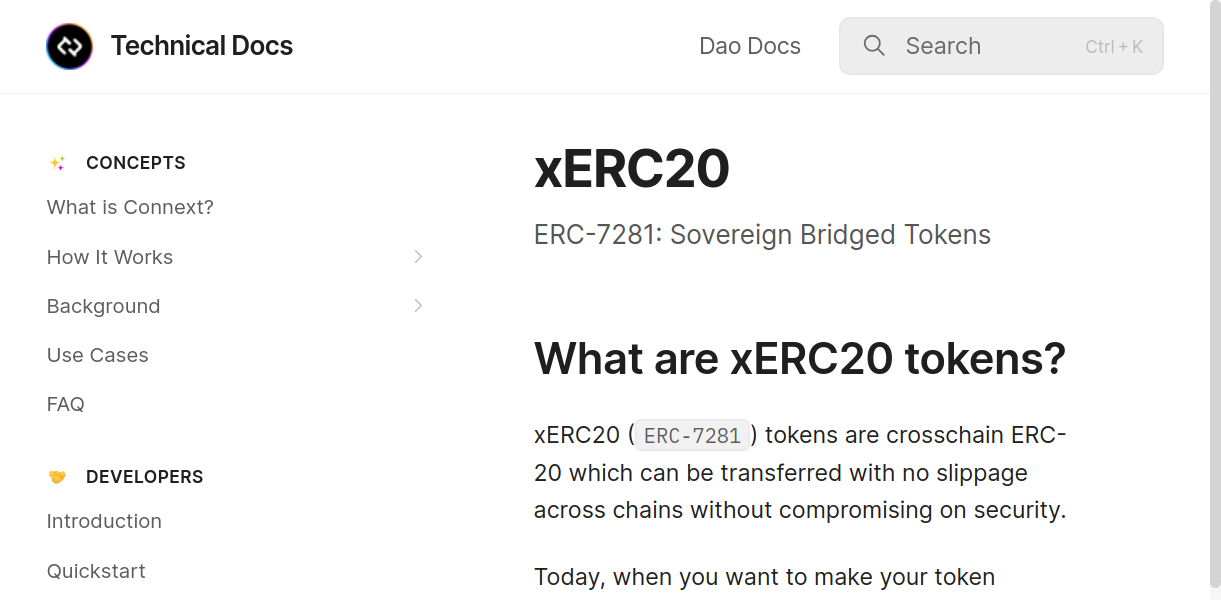 Technical Docs
Dao Docs
Search
Ctrl + K
CONCEPTS
What is Connext?
How It Works
Background
Use Cases
FAQ
DEVELOPERS
Introduction
Quickstart
xERC20
ERC-7281: Sovereign Bridged Tokens
What are xERC20 tokens?
xERC20 (ERC-7281) tokens are crosschain ERC-
20 which can be transferred with no slippage
across chains without compromising on security.
Today, when you want to make your token